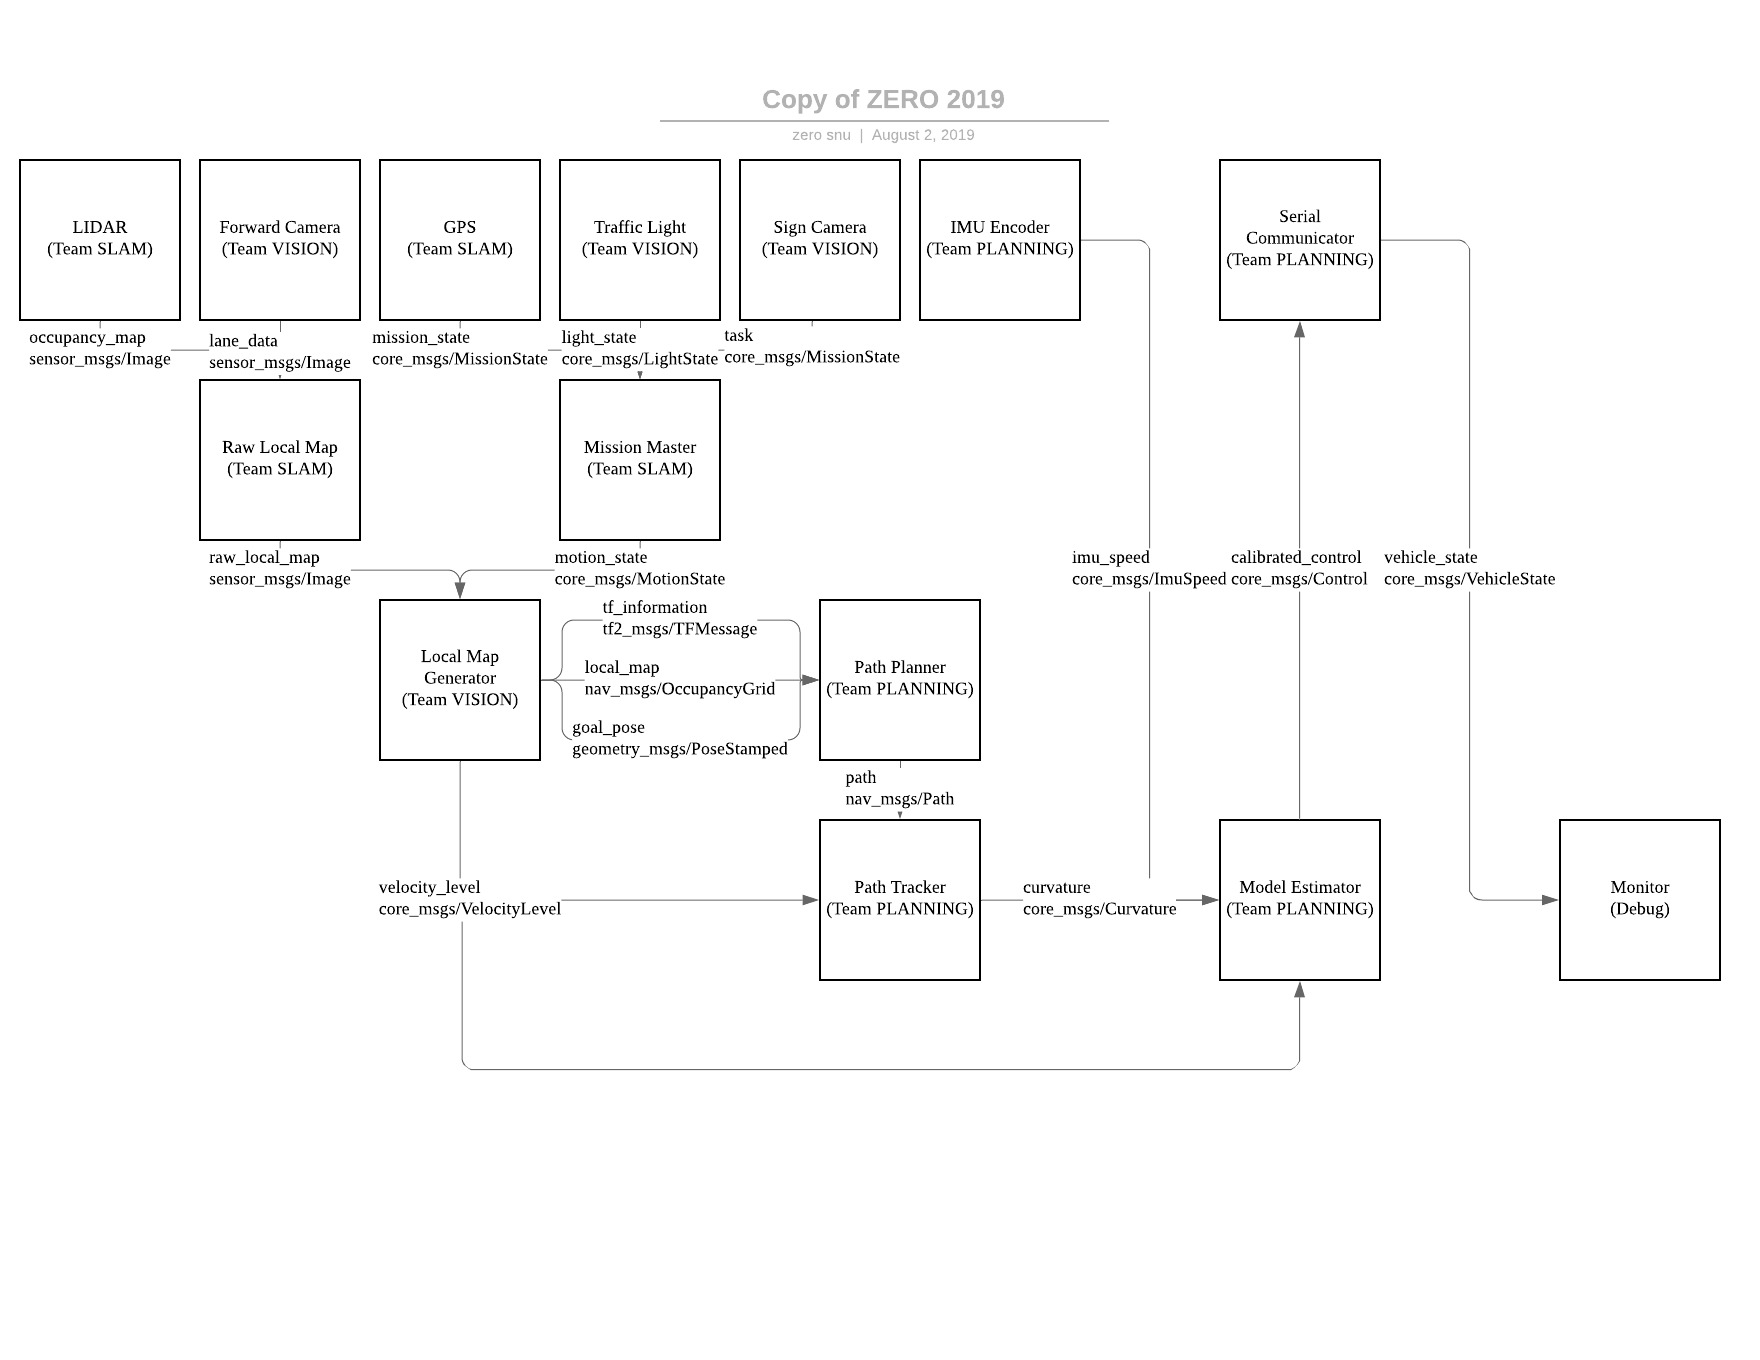 Copy of ZERO 2019
zero snu | August 2, 2019
LIDAR
(Team SLAM)
Forward Camera
(Team VISION)
GPS
(Team SLAM)
Traffic Light
(Team VISION)
Sign Camera
(Team VISION)
IMU Encoder
(Team PLANNING)
Serial
Communicator
(Team PLANNING)
occupancy_map
sensor_msgs/Image
lane_data
sensor_msgs/Image
mission_state
core_msgs/MissionState
light_state
core_msgs/LightState
task
core_msgs/MissionState
Raw Local Map
(Team SLAM)
Mission Master
(Team SLAM)
raw_local_map
sensor_msgs/Image
motion_state
core_msgs/MotionState
imu_speed
core_msgs/ImuSpeed
calibrated_control
core_msgs/Control
vehicle_state
core_msgs/VehicleState
Local Map
Generator
(Team VISION)
tf_information
tf2_msgs/TFMessage
local_map
nav_msgs/OccupancyGrid
goal_pose
geometry_msgs/PoseStamped
Path Planner
(Team PLANNING)
path
nav_msgs/Path
velocity_level
core_msgs/VelocityLevel
Path Tracker
(Team PLANNING)
curvature
core_msgs/Curvature
Model Estimator
(Team PLANNING)
Monitor
(Debug)